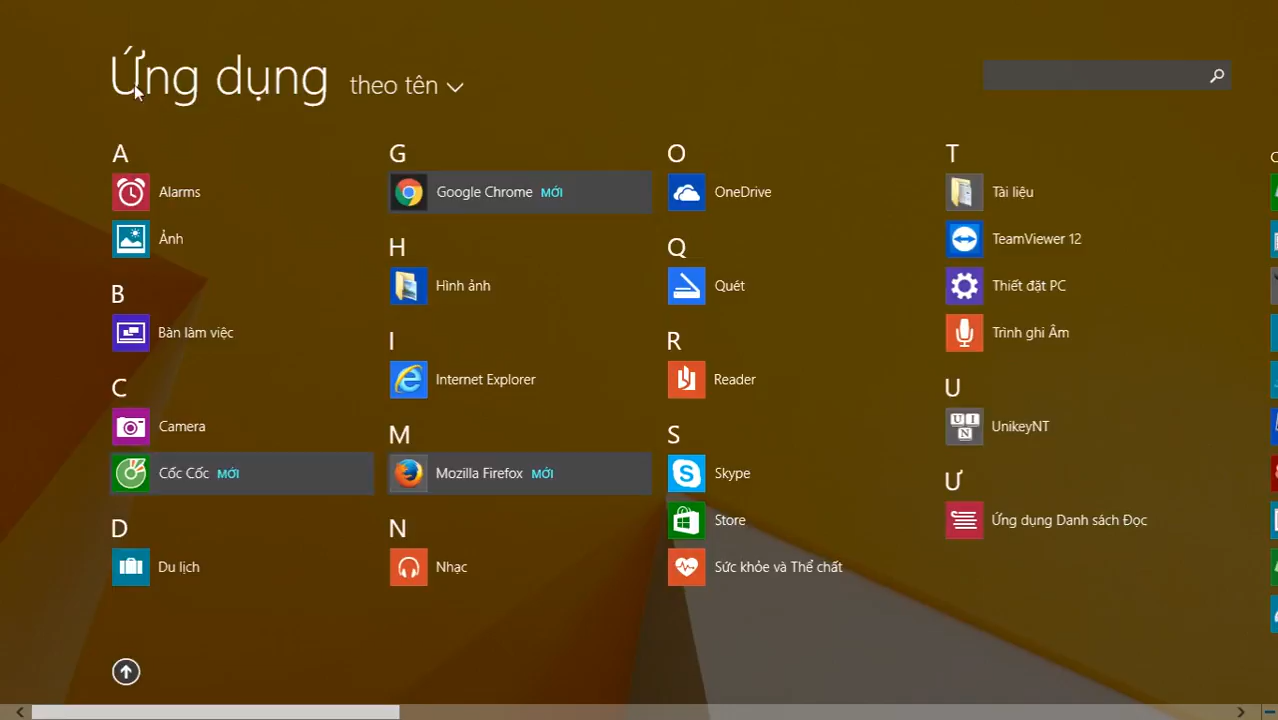 Ứng dụng theo tên
A
Alarms
Ảnh
B
Bàn làm việc
C
Camera
Cốc Cốc MỚI
D
Du lịch
G
Google Chrome MỚI
H
Hình ảnh
I
Internet Explorer
M
Mozilla Firefox MỚI
N
Nhạc
O
OneDrive
Q
Quét
R
Reader
S
Skype
Store
Sức khỏe và Thể chất
T
Tài liệu
TeamViewer 12
Thiết đặt PC
Trình ghi Âm
U
UnikeyNT
Ư
Ứng dụng Danh sách Đọc